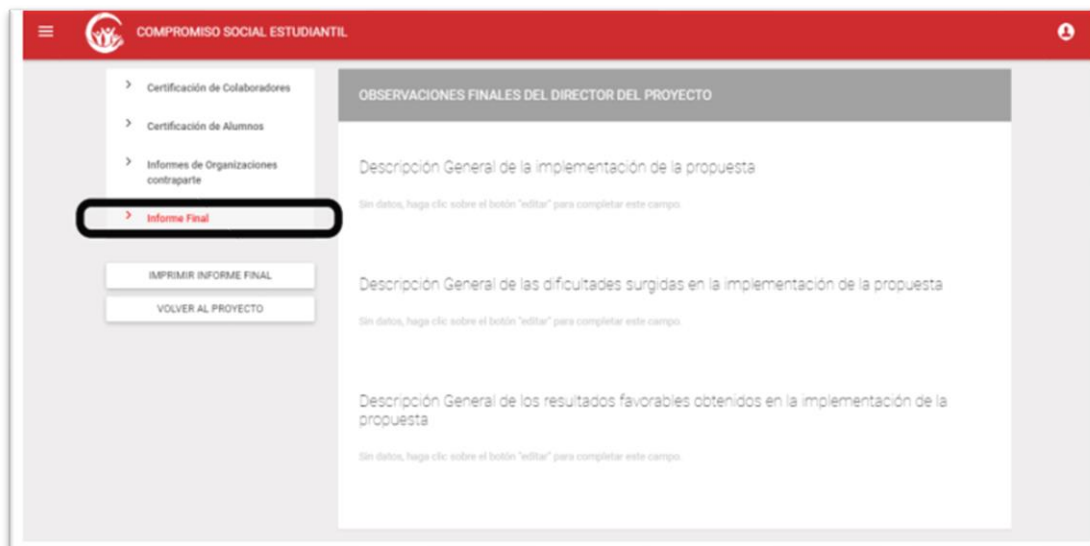 COMPROMISO SOCIAL ESTUDIANTIL
Certificación de Colaboradores
Certificación de Alumnos
Informes de Organizaciones
contraparte
Informe Final
IMPRIMIR INFORME FINAL
VOLVER AL PROYECTO
OBSERVACIONES FINALES DEL DIRECTOR DEL PROYECTO
Descripción General de la implementación de la propuesta
Sin datos, haga clic sobre el botón "editar" para completar este campo.
Descripción General de las dificultades surgidas en la implementación de la propuesta
Sin datos, haga clic sobre el botón "editar" para completar este campo.
Descripción General de los resultados favorables obtenidos en la implementación de la
propuesta
Sin datos, haga clic sobre el botón "editar" para completar este campo.